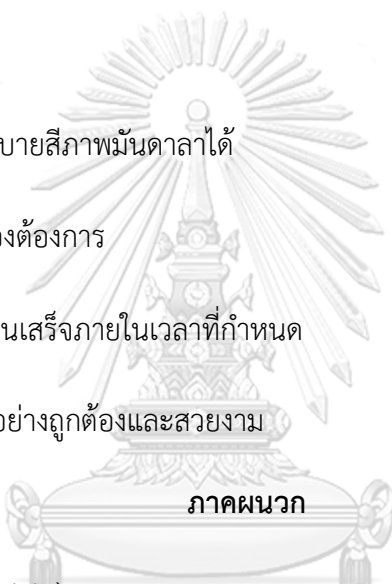 บายสีภาพมันดาลาได้
องต้องการ
นเสร็จภายในเวลาที่กำหนด
อย่างถูกต้องและสวยงาม
ภาคผนวก